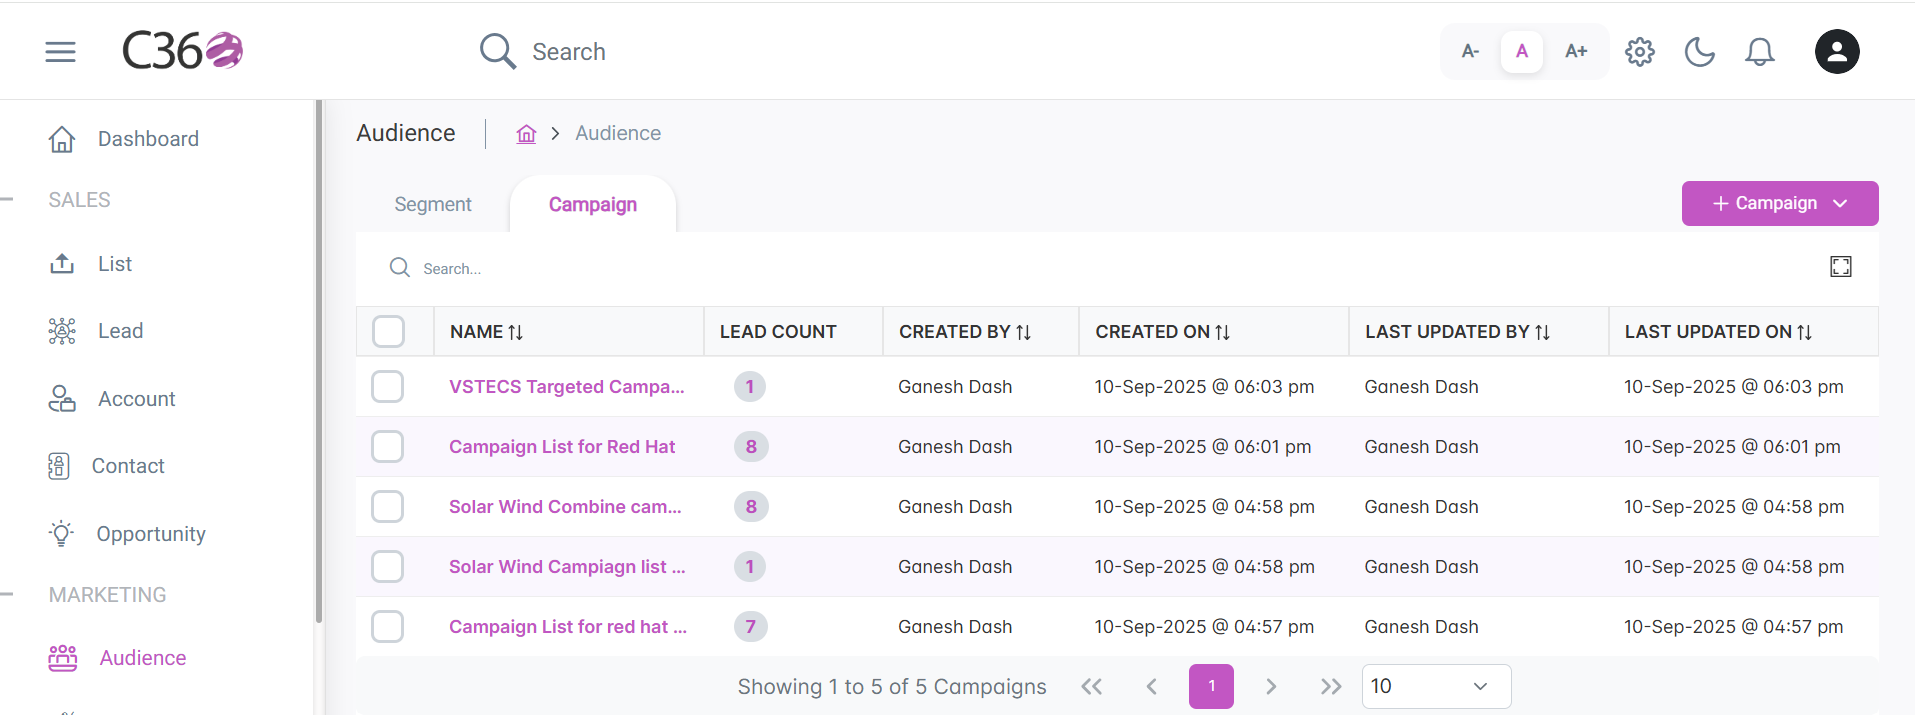 C360
Search
A- A A+
Dashboard
SALES
List
Lead
Account
Contact
Opportunity
MARKETING
Audience
Audience Audience
Segment Campaign + Campaign
Search...
NAME LEAD COUNT CREATED BY CREATED ON LAST UPDATED BY LAST UPDATED ON
VSTECS Targeted Campa... 1 Ganesh Dash 10-Sep-2025 @ 06:03 pm Ganesh Dash 10-Sep-2025 @ 06:03 pm
Campaign List for Red Hat 8 Ganesh Dash 10-Sep-2025 @ 06:01 pm Ganesh Dash 10-Sep-2025 @ 06:01 pm
Solar Wind Combine cam... 8 Ganesh Dash 10-Sep-2025 @ 04:58 pm Ganesh Dash 10-Sep-2025 @ 04:58 pm
Solar Wind Campiagn list ... 1 Ganesh Dash 10-Sep-2025 @ 04:58 pm Ganesh Dash 10-Sep-2025 @ 04:58 pm
Campaign List for red hat ... 7 Ganesh Dash 10-Sep-2025 @ 04:57 pm Ganesh Dash 10-Sep-2025 @ 04:57 pm
Showing 1 to 5 of 5 Campaigns 1 10